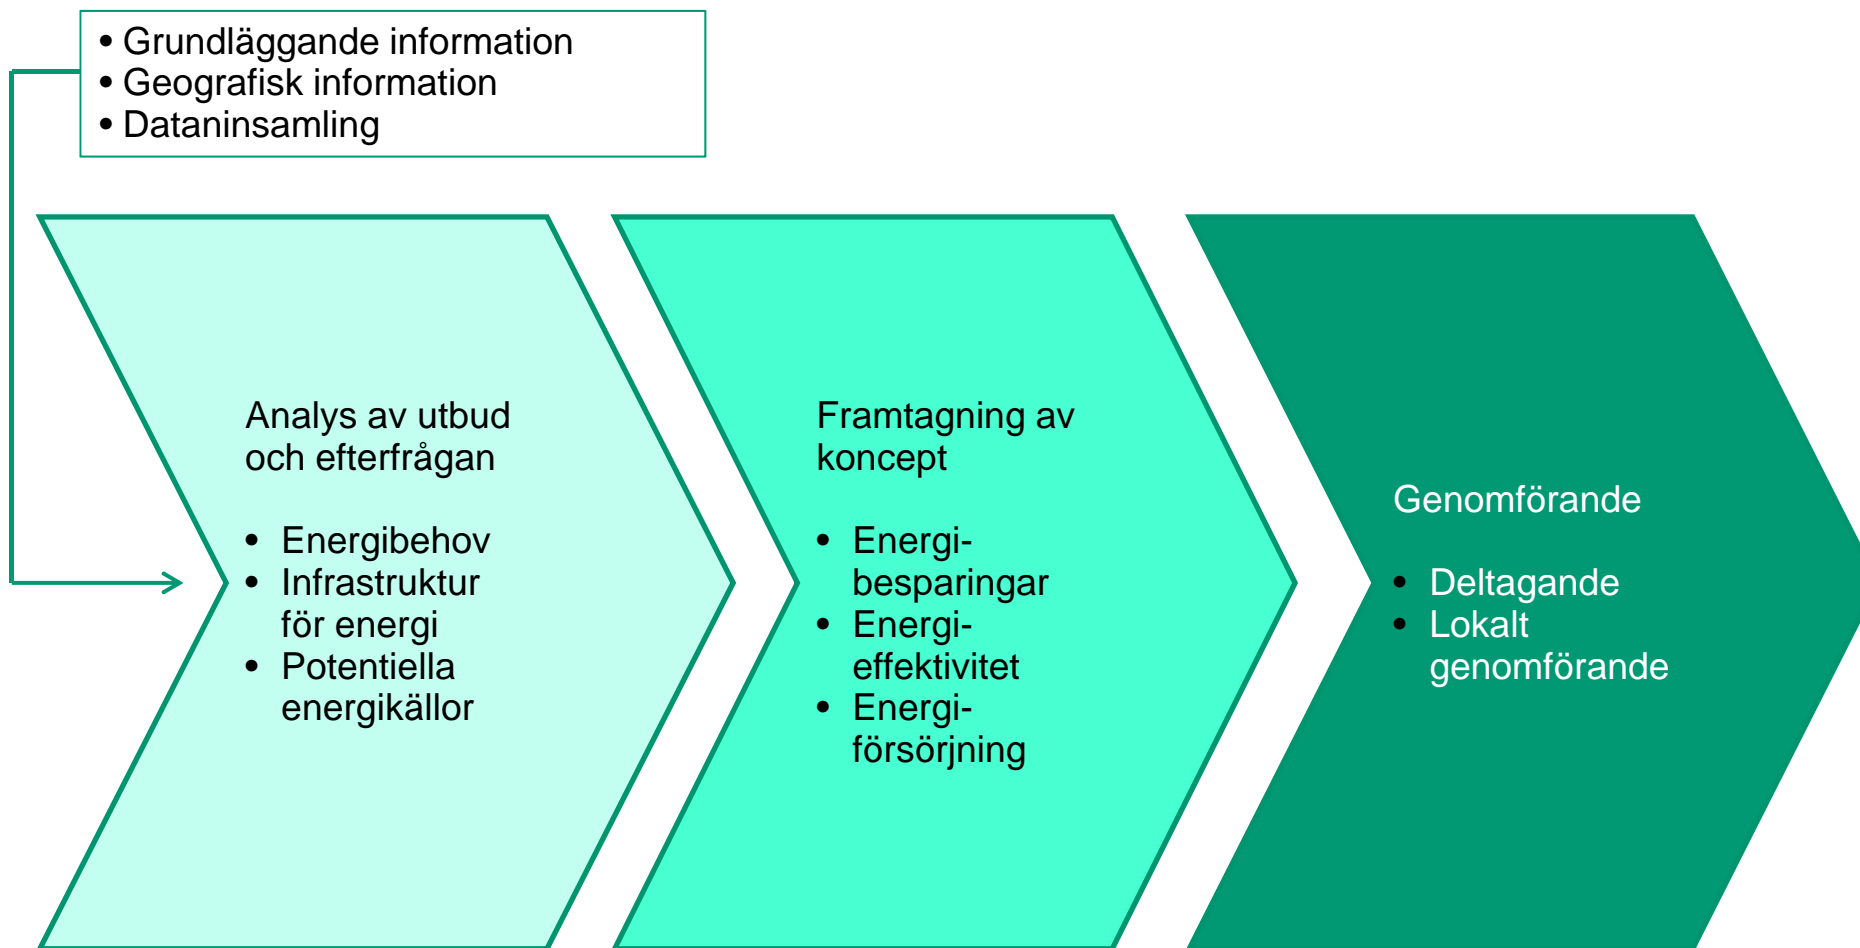 • Grundläggande information
• Geografisk information
• Dataninsamling
Analys av utbud
och efterfrågan
• Energibehov
• Infrastruktur
för energi
• Potentiella
energikällor
Framtagning av
koncept
• Energi-
besparingar
• Energi-
effektivitet
• Energi-
försörjning
Genomförande
• Deltagande
• Lokalt
genomförande